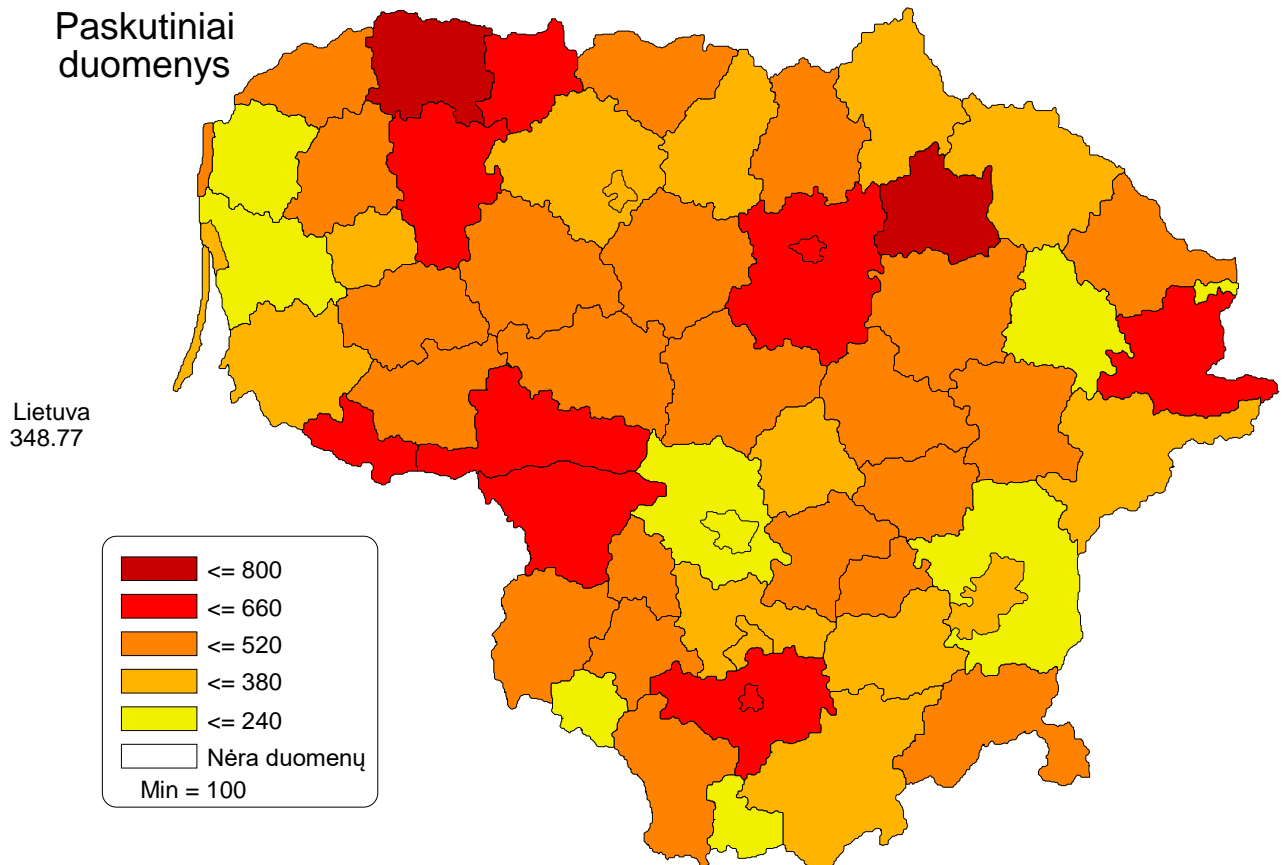 Paskutiniai
duomenys
Lietuva
348.77
<= 800
<= 660
<= 520
<= 380
<= 240
Nėra duomenų
Min = 100